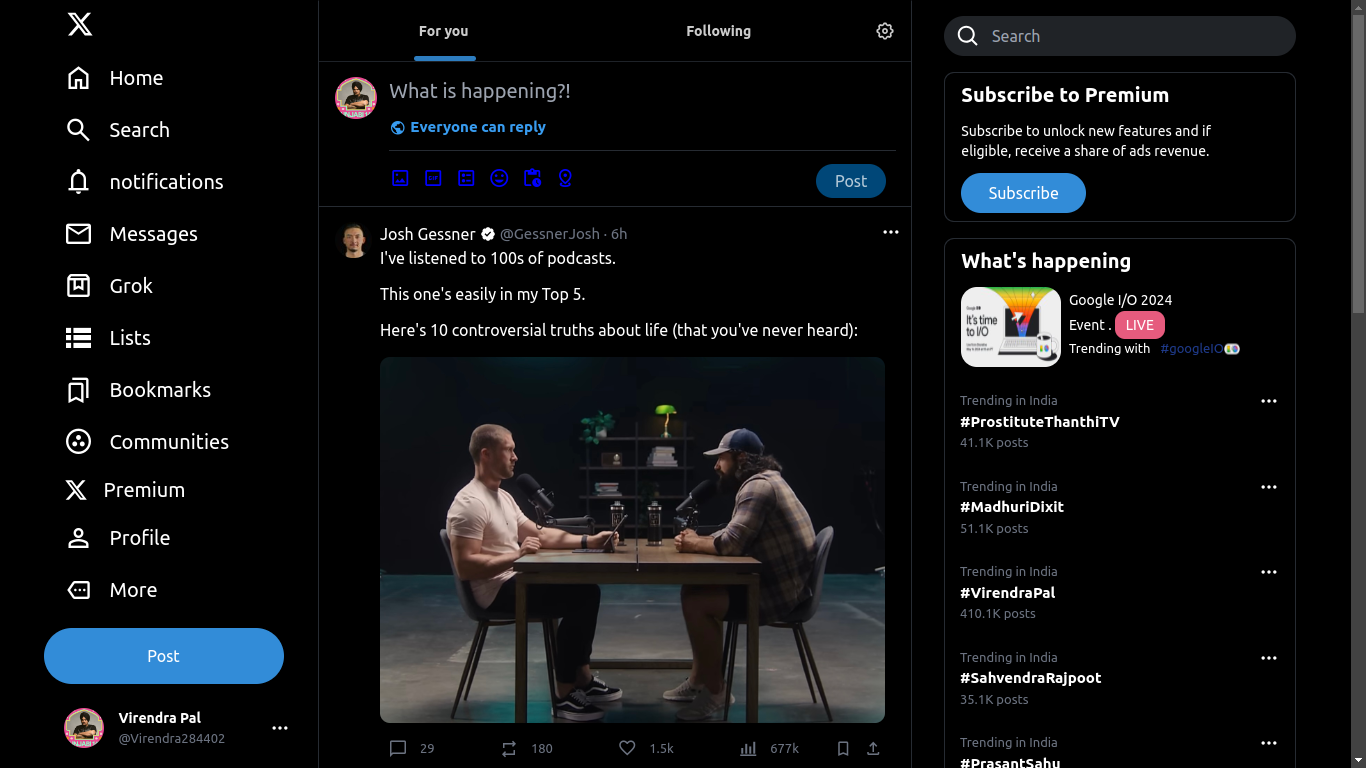 Home
Search
notifications
Messages
Grok
Lists
Bookmarks
Communities
Premium
Profile
More
Post
Virendra Pal
@Virendra284402
For you
Following
What is happening?!
Everyone can reply
Post
Josh Gessner @GessnerJosh · 6h
I've listened to 100s of podcasts.
This one's easily in my Top 5.
Here's 10 controversial truths about life (that you've never heard):
29
180
1.5k
677k
Search
Subscribe to Premium
Subscribe to unlock new features and if
eligible, receive a share of ads revenue.
Subscribe
What's happening
It's time
to I/O
Google I/O 2024
Event . LIVE
Trending with #googleIO
Trending in India
#ProstituteThanthiTV
41.1K posts
Trending in India
#MadhuriDixit
51.1K posts
Trending in India
#VirendraPal
410.1K posts
Trending in India
#SahvendraRajpoot
35.1K posts
Trending in India
#PrasantSahu